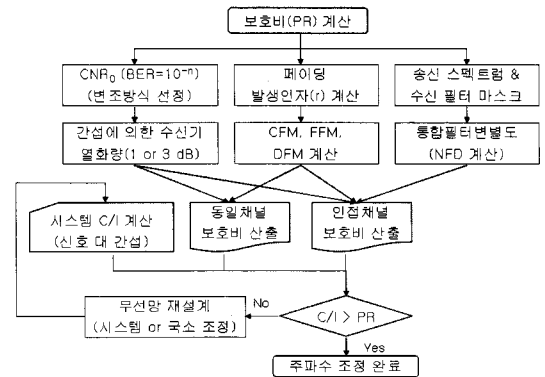 보호비(PR) 계산
CNR₀ (BER=10⁻ⁿ)
(변조방식 선정)
페이딩
발생인자(r) 계산
송신 스펙트럼 &
수신 필터 마스크
간섭에 의한 수신기
열화량(1 or 3 dB)
CFM, FFM,
DFM 계산
통합필터변별도
(NFD 계산)
시스템 C/I 계산
(신호 대 간섭)
동일채널
보호비 산출
인접채널
보호비 산출
무선망 재설계
(시스템 or 국소 조정)
No
C/I > PR
Yes
주파수 조정 완료